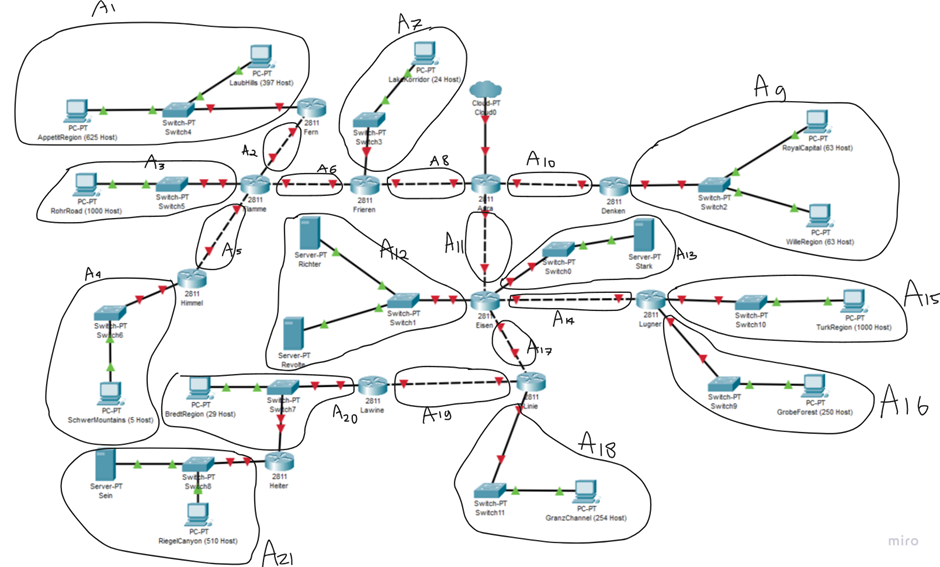 A1
PC-PT
LaubHills (397 Host)
PC-PT
AppetitRegion (625 Host)
Switch-PT
Switch4
2811
Fern
A2
A7
PC-PT
LakeKorridor (24 Host)
Switch-PT
Switch3
Cloud-PT
Cloud0
A9
PC-PT
RoyalCapital (63 Host)
Switch-PT
Switch2
PC-PT
WilleRegion (63 Host)
A3
PC-PT
RohrRoad (1000 Host)
Switch-PT
Switch5
2811
Flamme
A6
2811
Frieren
A8
2811
A10
2811
Denken
A5
A4
2811
Himmel
Switch-PT
Switch6
PC-PT
SchwerMountains (5 Host)
A12
Server-PT
Richter
Switch-PT
Switch1
Server-PT
Revolte
A11
A13
Switch-PT
Switch0
Server-PT
Stark
2811
Eisen
A14
2811
Lugner
A15
Switch-PT
Switch10
PC-PT
TurkRegion (1000 Host)
A16
Switch-PT
Switch9
PC-PT
GrobeForest (250 Host)
A17
2811
Linie
A19
2811
Lawine
A20
PC-PT
BredtRegion (29 Host)
Switch-PT
Switch7
2811
Heiter
Server-PT
Sein
Switch-PT
Switch8
PC-PT
RiegelCanyon (510 Host)
A21
A18
Switch-PT
Switch11
PC-PT
GranzChannel (254 Host)
miro